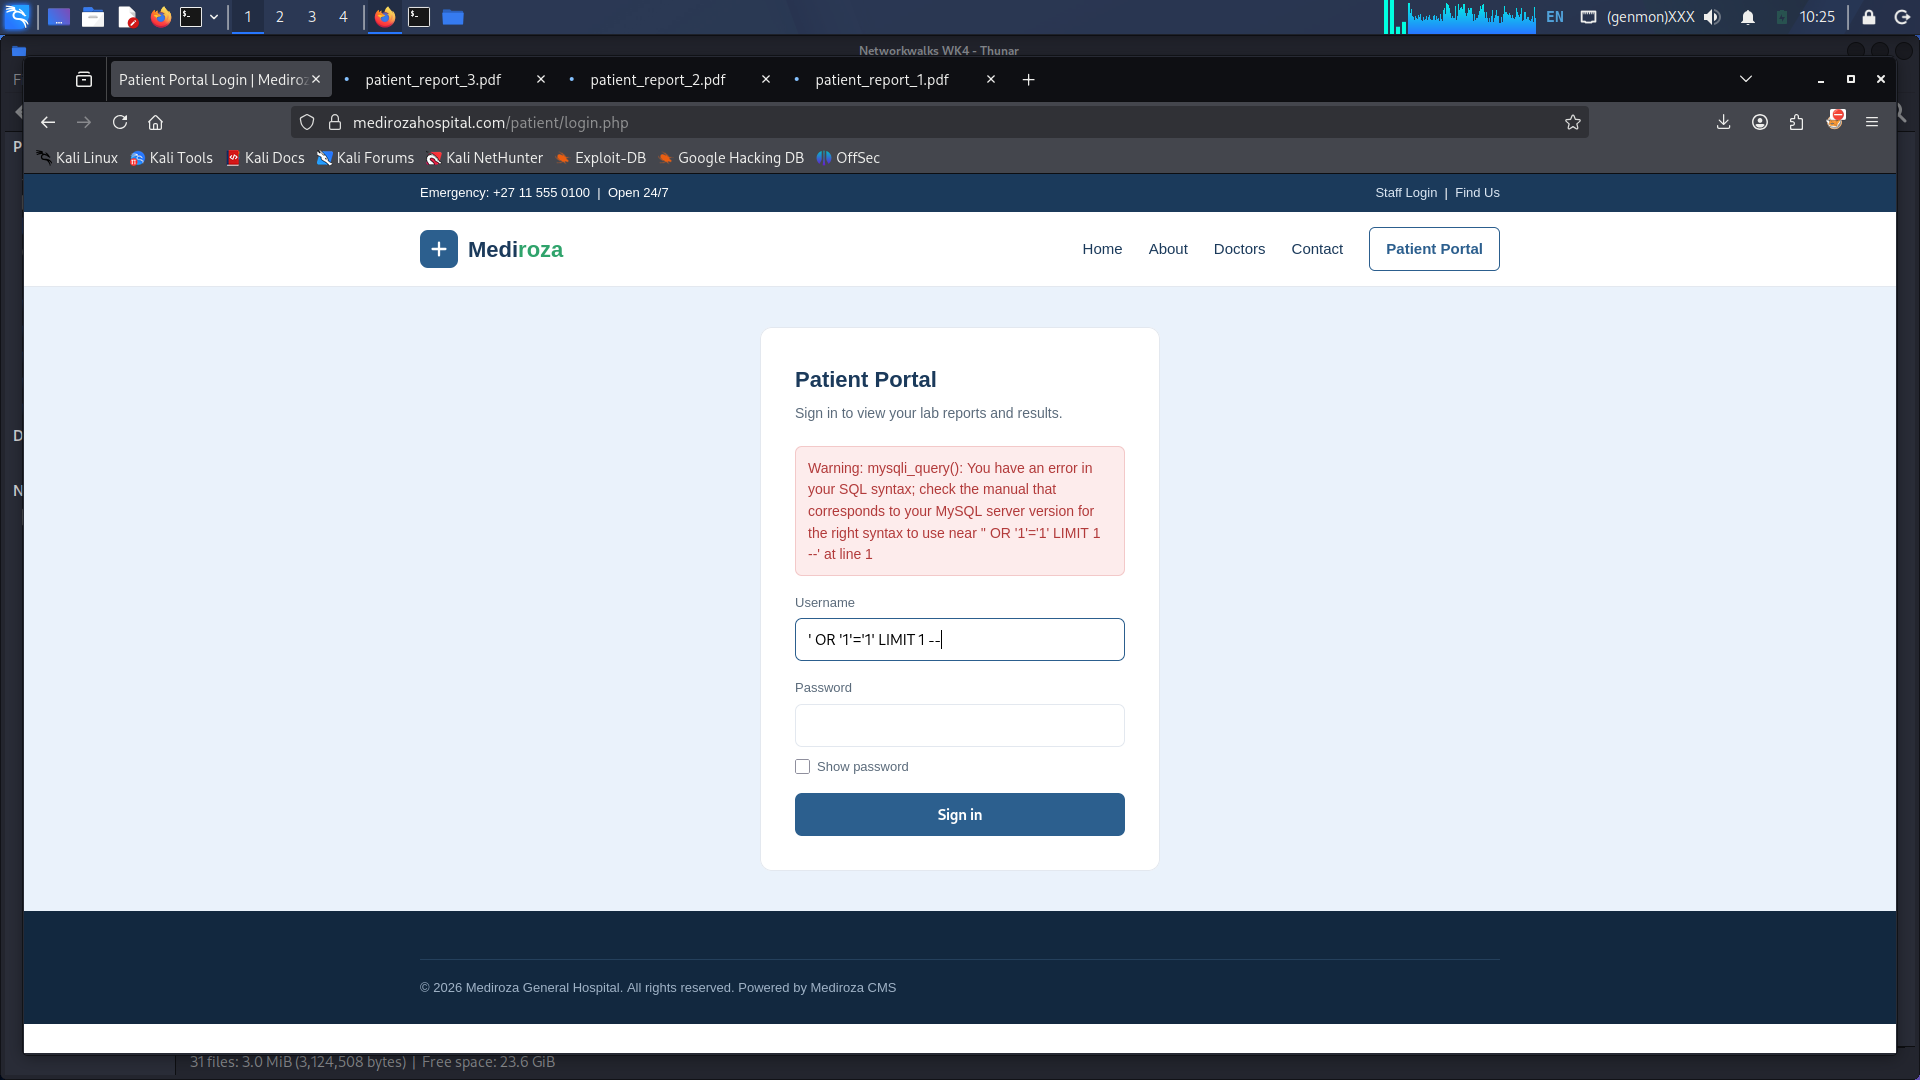 1 2 3 4 EN (genmon)XXX 10:25
Networkwalks WK4 - Thunar
F
Patient Portal Login | Mediroz patient_report_3.pdf patient_report_2.pdf patient_report_1.pdf
medirozahospital.com/patient/login.php
P
Kali Linux Kali Tools Kali Docs Kali Forums Kali NetHunter Exploit-DB Google Hacking DB OffSec
Emergency: +27 11 555 0100 | Open 24/7 Staff Login | Find Us
Mediroza Home About Doctors Contact Patient Portal
Patient Portal
Sign in to view your lab reports and results.
D
Warning: mysqli_query(): You have an error in
your SQL syntax; check the manual that
N
corresponds to your MySQL server version for
the right syntax to use near '' OR '1'='1' LIMIT 1
--' at line 1
Username
' OR '1'='1' LIMIT 1 --
Password
Show password
Sign in
© 2026 Mediroza General Hospital. All rights reserved. Powered by Mediroza CMS
31 files: 3.0 MiB (3,124,508 bytes) | Free space: 23.6 GiB